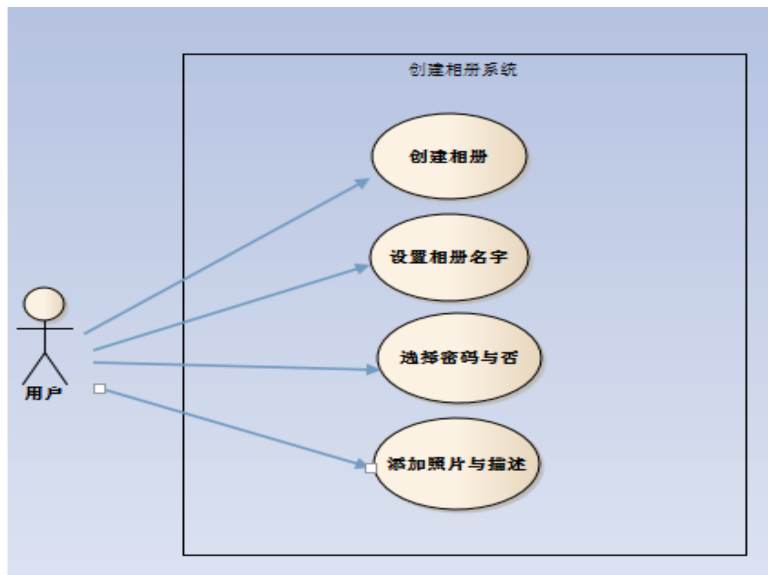 创建相册系统
创建相册
设置相册名字
选择密码与否
用户
添加照片与描述